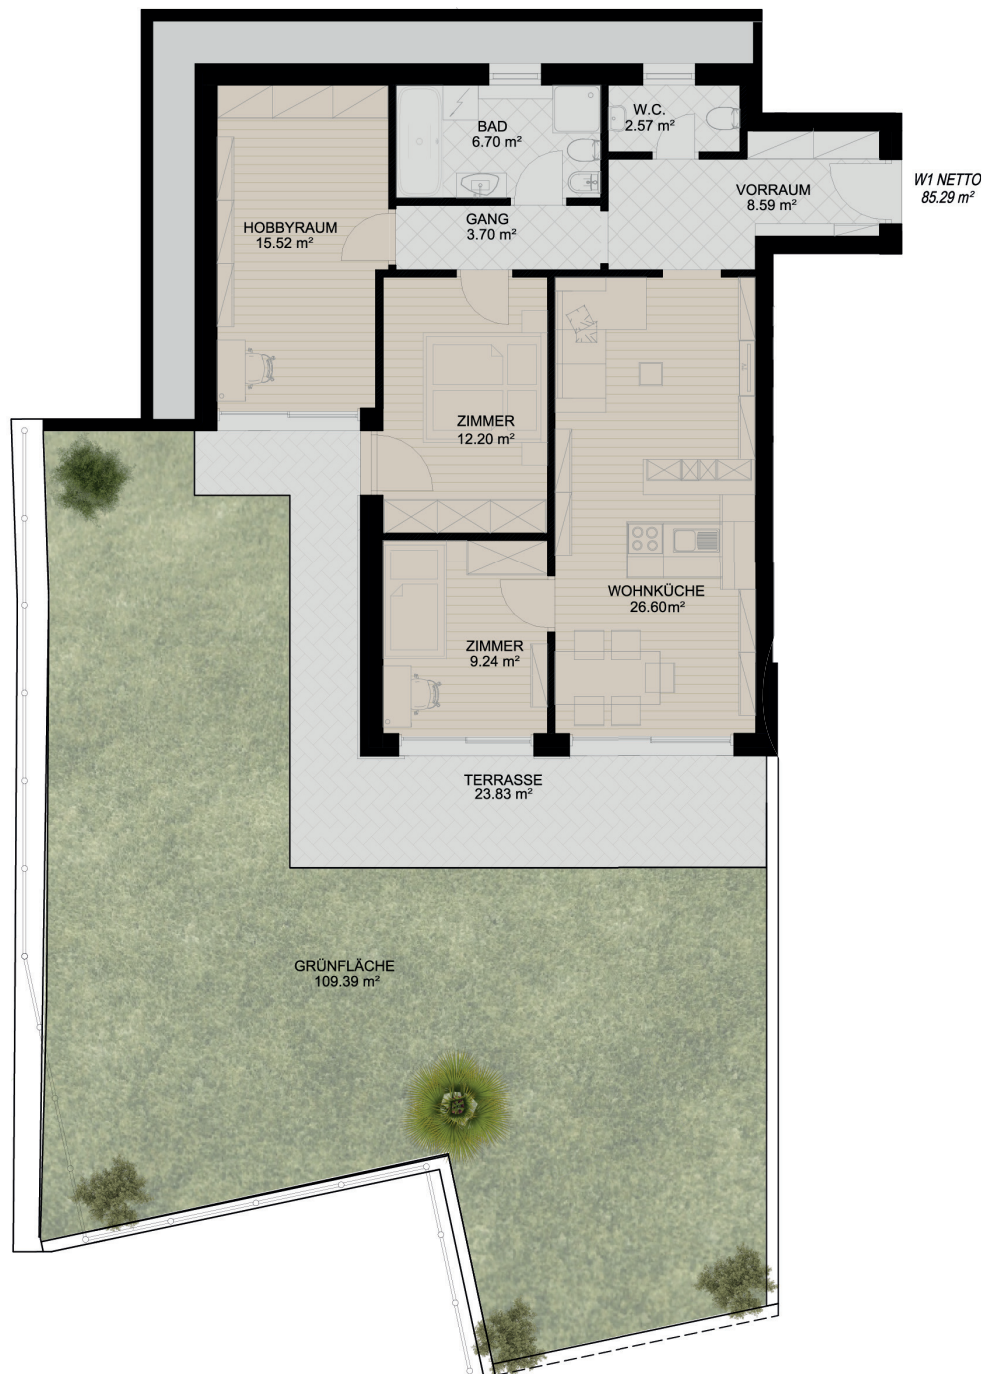 W.C.
2.57 m²
BAD
6.70 m²
W1 NETTO
85.29 m²
VORRAUM
8.59 m²
GANG
3.70 m²
HOBBYRAUM
15.52 m²
ZIMMER
12.20 m²
WOHNKÜCHE
26.60m²
ZIMMER
9.24 m²
TERRASSE
23.83 m²
GRÜNFLÄCHE
109.39 m²
TV